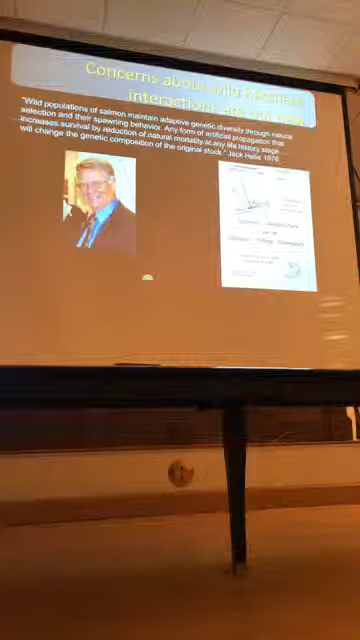 Concerns about wild hatchery
interactions are not new
"Wild populations of salmon maintain adaptive genetic diversity through natural
selection and their spawning behavior. Any form of artificial propagation that
increases survival by reduction of natural mortality at any life history stage
will change the genetic composition of the original stock." Jack Helle 1976